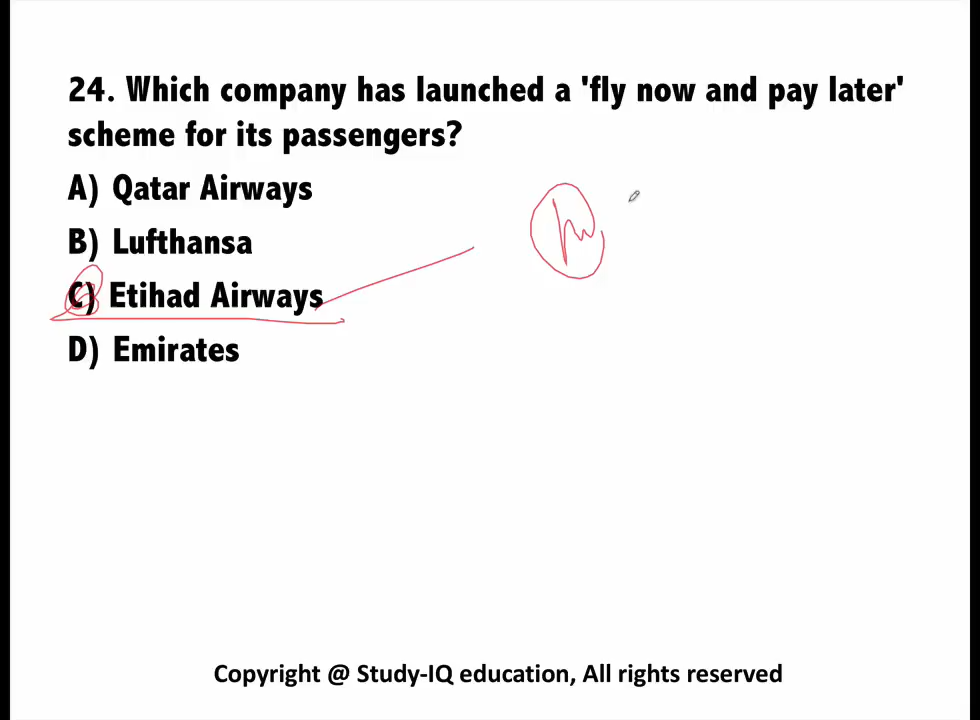 24. Which company has launched a 'fly now and pay later'
scheme for its passengers?
A) Qatar Airways
B) Lufthansa
C) Etihad Airways
D) Emirates
Copyright @ Study-IQ education, All rights reserved